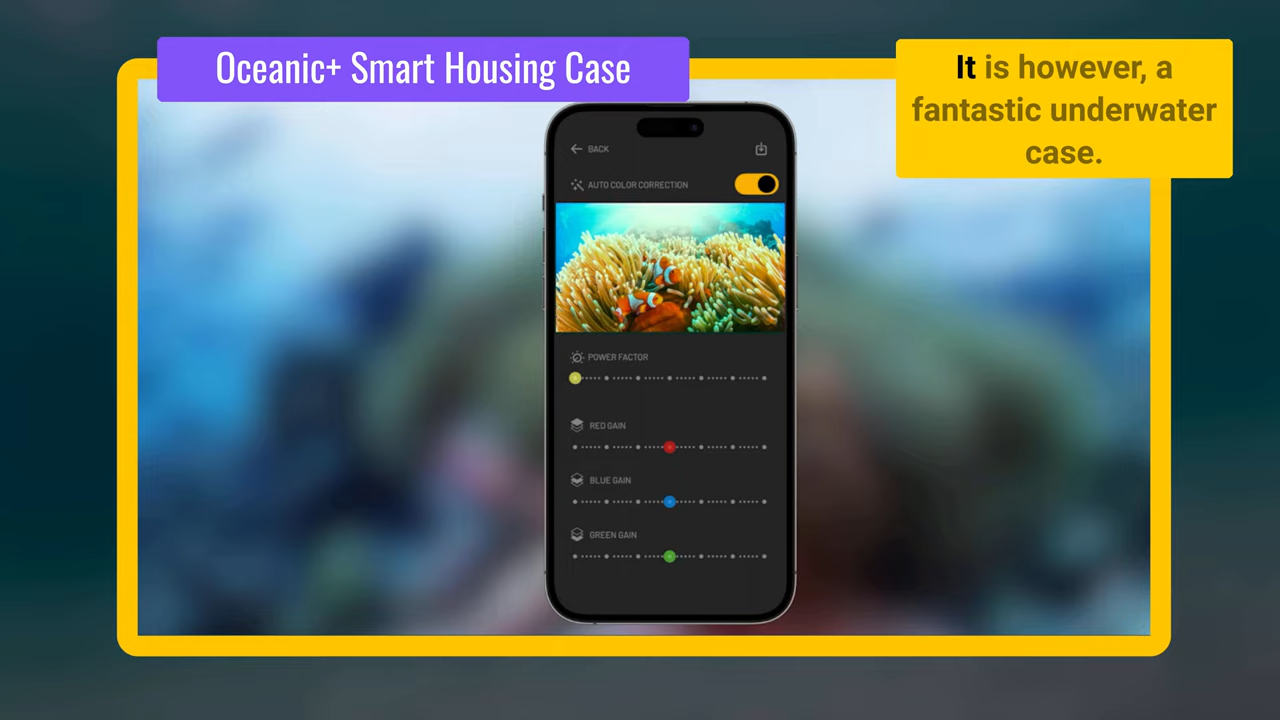 Oceanic+ Smart Housing Case
It is however, a
fantastic underwater
case.
BACK
AUTO COLOR CORRECTION
POWER FACTOR
RED GAIN
BLUE GAIN
GREEN GAIN